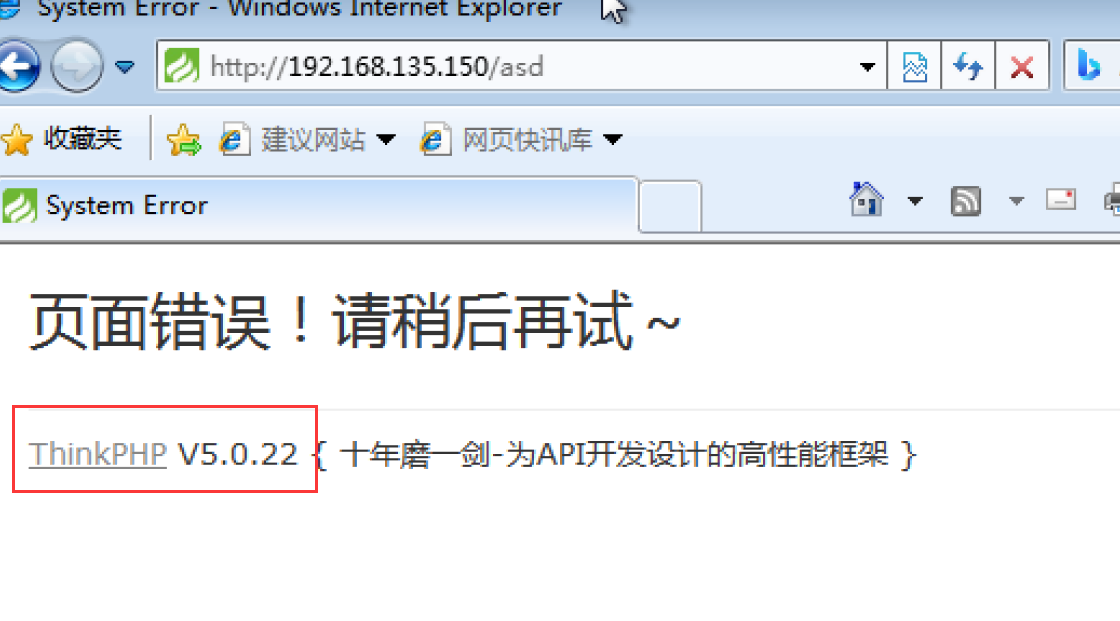 System Error - Windows Internet Explorer
http://192.168.135.150/asd
收藏夹 建议网站 网页快讯库
System Error
页面错误！请稍后再试～
ThinkPHP V5.0.22 { 十年磨一剑-为API开发设计的高性能框架 }